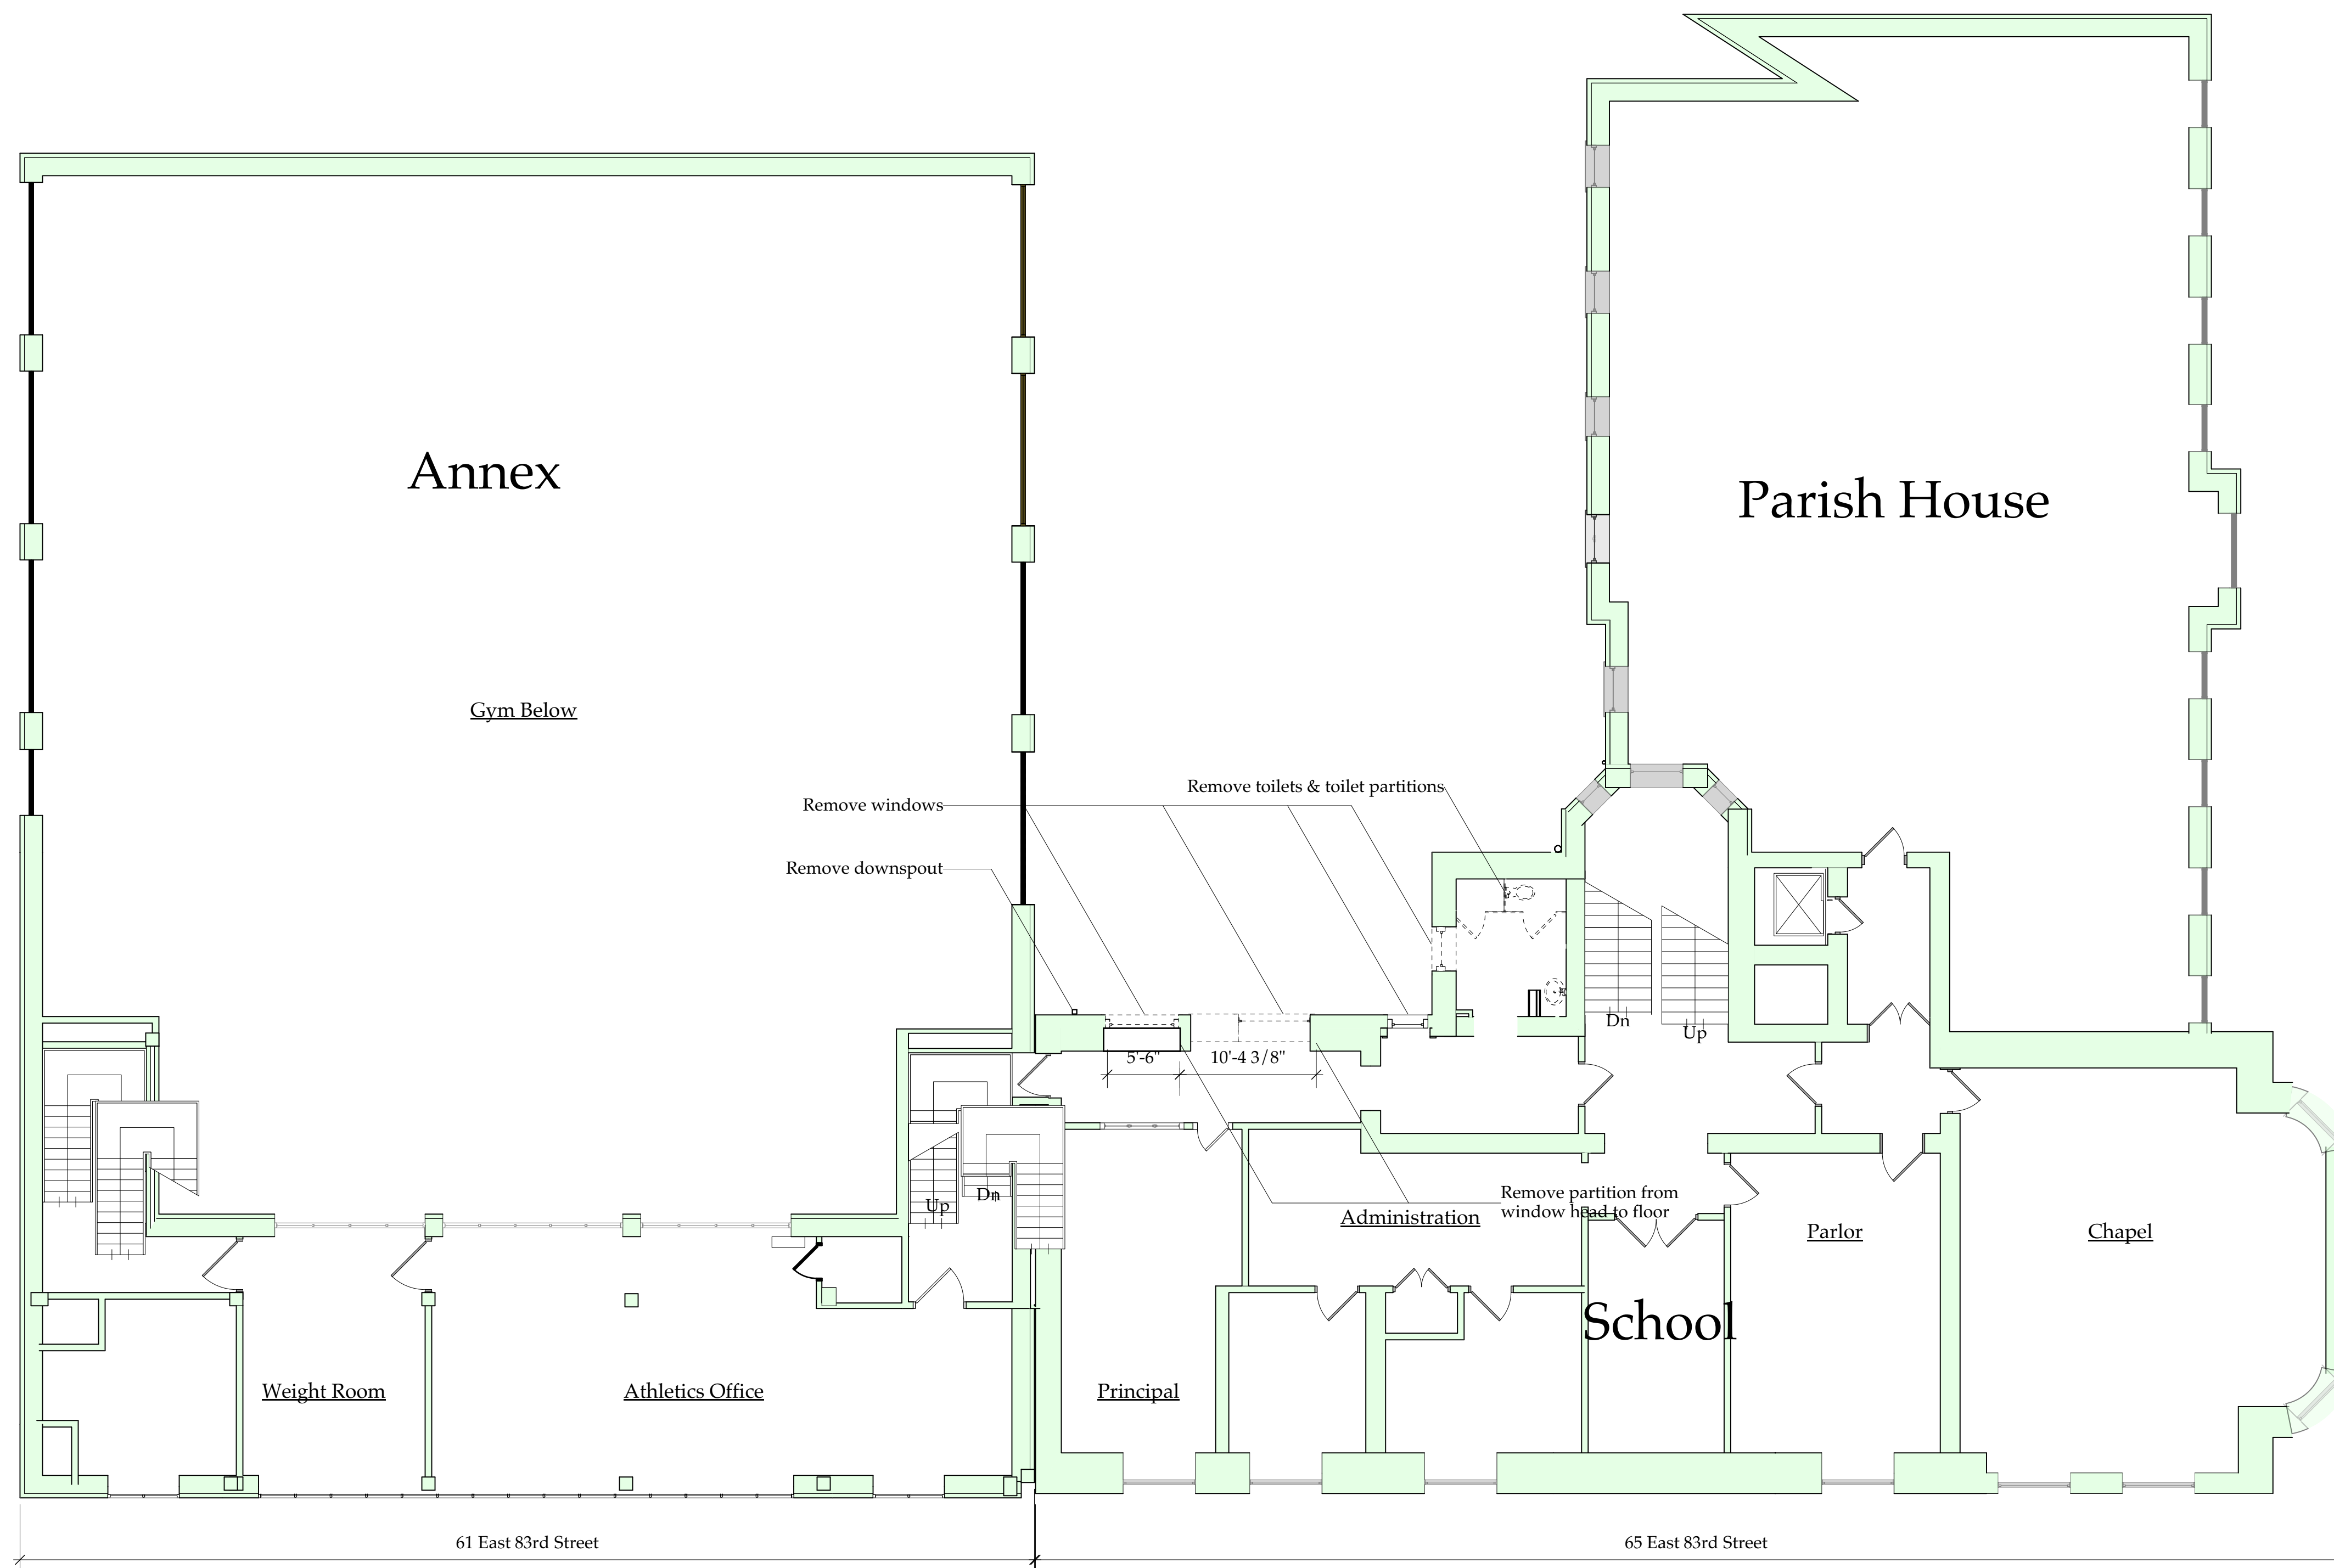 Annex
Parish House
Gym Below
Remove toilets & toilet partitions
Remove windows
Remove downspout
Dn
Up
5'-6"
10'-4 3/8"
Dn
Up
Remove partition from
window head to floor
Administration
Parlor
Chapel
School
Weight Room
Athletics Office
Principal
61 East 83rd Street
65 East 83rd Street